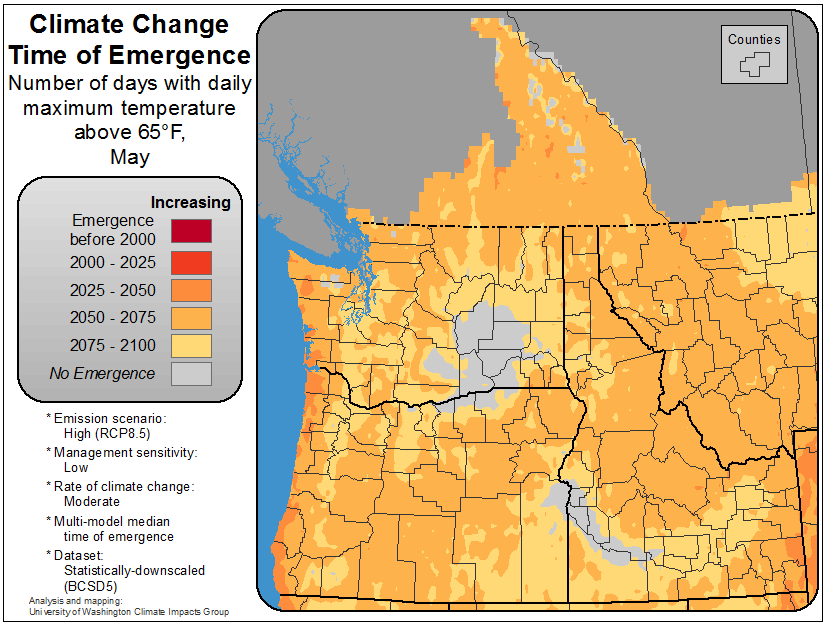 Climate Change
Time of Emergence
Number of days with daily
maximum temperature
above 65°F,
May
Increasing
Emergence
before 2000
2000 - 2025
2025 - 2050
2050 - 2075
2075 - 2100
No Emergence
* Emission scenario:
High (RCP8.5)
* Management sensitivity:
Low
* Rate of climate change:
Moderate
* Multi-model median
time of emergence
* Dataset:
Statistically-downscaled
(BCSD5)
Analysis and mapping:
University of Washington Climate Impacts Group
Counties